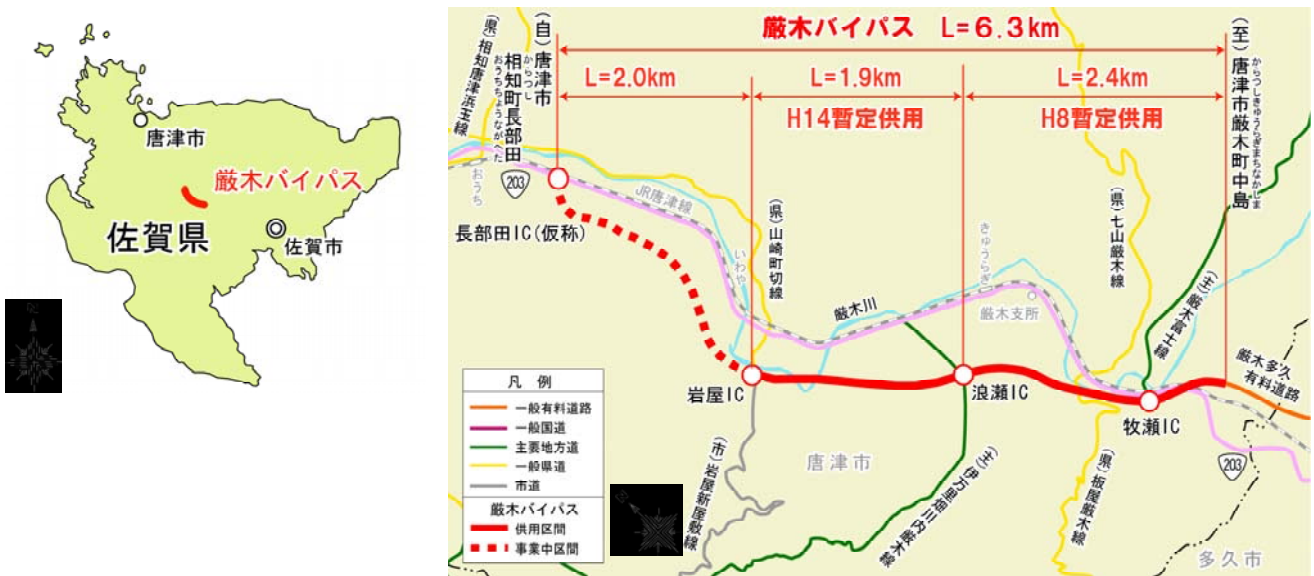 唐津市
厳木バイパス
佐賀県
佐賀市
厳木バイパス L=6.3km
L=2.0km
L=1.9km
L=2.4km
H14暫定供用
H8暫定供用
(県)相知唐津浜玉線
(自)唐津市
からつし
相知町長部田
おうちちょうながへた
(至)唐津市厳木町中島
からつしきゅうらぎまちなかしま
おうち
203
JR唐津線
長部田IC(仮称)
いわや
(県)山崎町切線
厳木川
きゅうらぎ
厳木支所
(県)七山厳木線
(主)厳木富士線
厳木多久
有料道路
岩屋IC
浪瀬IC
牧瀬IC
203
(市)岩屋新屋敷線
唐津市
(主)伊万里畑川内厳木線
(県)板屋厳木線
多久市
凡 例
一般有料道路
一般国道
主要地方道
一般県道
市道
厳木バイパス
供用区間
事業中区間